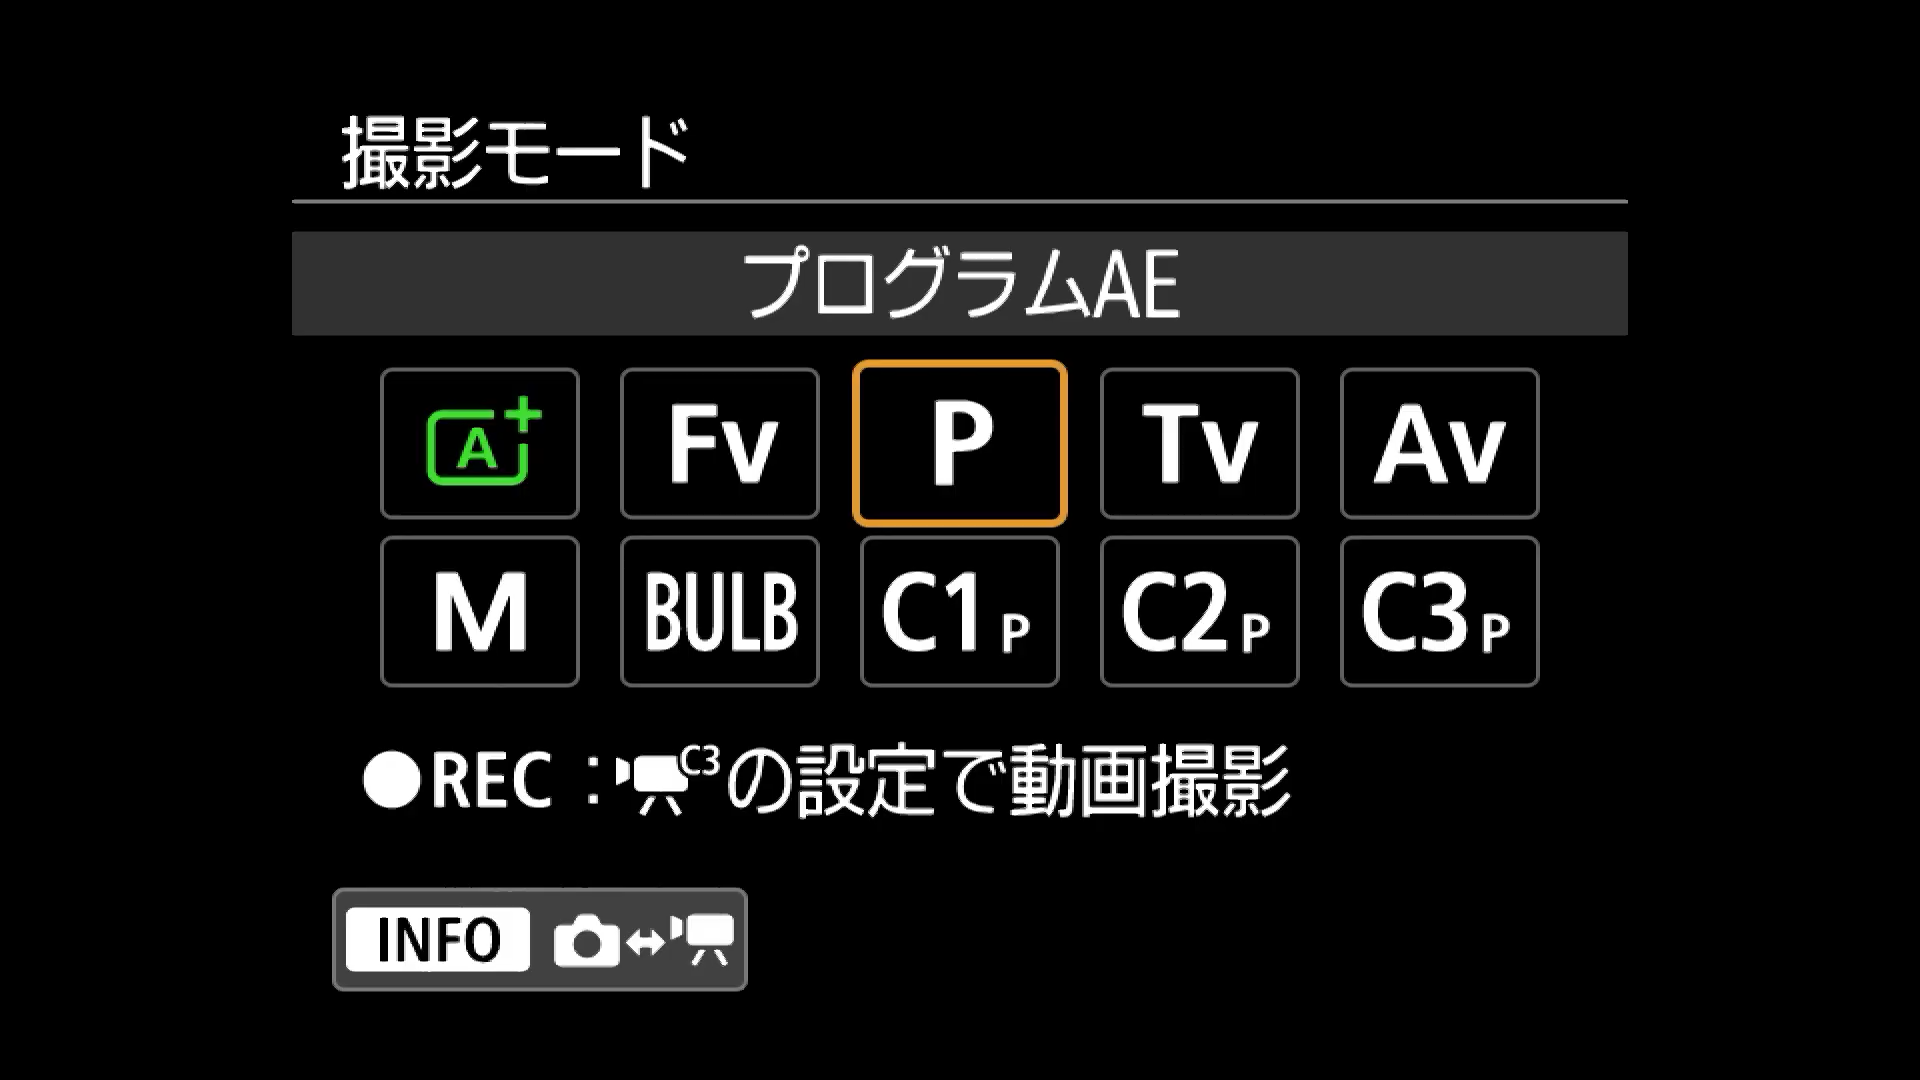 撮影モード
プログラムAE
A+ Fv P Tv Av
M BULB C1P C2P C3P
●REC：C3の設定で動画撮影
INFO